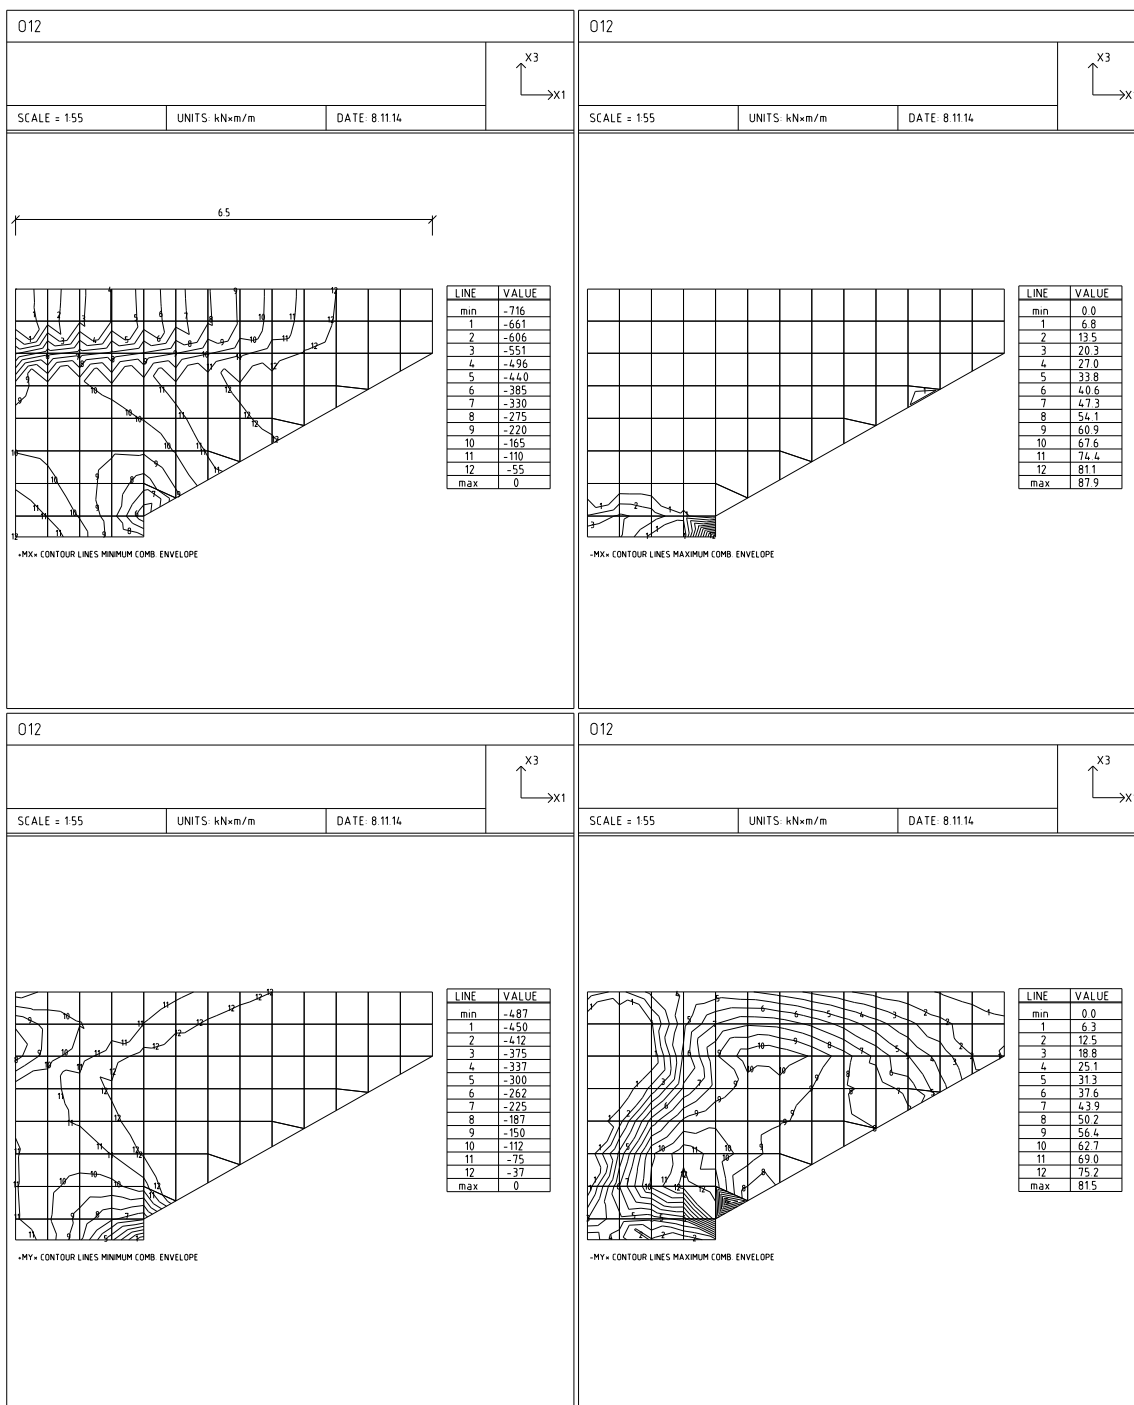 O12
X3
X1
SCALE = 1:55 UNITS: kN×m/m DATE: 8.11.14
6.5
LINE VALUE
min -716
1 -661
2 -606
3 -551
4 -496
5 -440
6 -385
7 -330
8 -275
9 -220
10 -165
11 -110
12 -55
max 0
+MX× CONTOUR LINES MINIMUM COMB. ENVELOPE
O12
X3
X
SCALE = 1:55 UNITS: kN×m/m DATE: 8.11.14
LINE VALUE
min 0.0
1 6.8
2 13.5
3 20.3
4 27.0
5 33.8
6 40.6
7 47.3
8 54.1
9 60.9
10 67.6
11 74.4
12 81.1
max 87.9
-MX× CONTOUR LINES MAXIMUM COMB. ENVELOPE
O12
X3
X1
SCALE = 1:55 UNITS: kN×m/m DATE: 8.11.14
LINE VALUE
min -487
1 -450
2 -412
3 -375
4 -337
5 -300
6 -262
7 -225
8 -187
9 -150
10 -112
11 -75
12 -37
max 0
+MY× CONTOUR LINES MINIMUM COMB. ENVELOPE
O12
X3
X
SCALE = 1:55 UNITS: kN×m/m DATE: 8.11.14
LINE VALUE
min 0.0
1 6.3
2 12.5
3 18.8
4 25.1
5 31.3
6 37.6
7 43.9
8 50.2
9 56.4
10 62.7
11 69.0
12 75.2
max 81.5
-MY× CONTOUR LINES MAXIMUM COMB. ENVELOPE